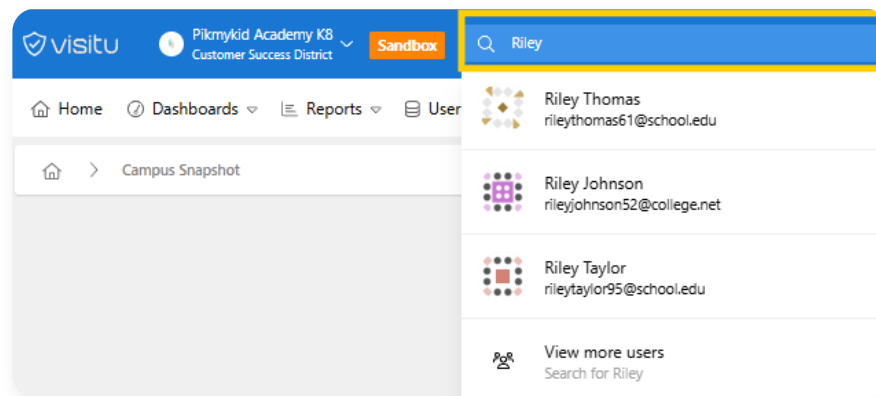 visitu
Pikmykid Academy K8
Customer Success District
Sandbox
Riley
Home Dashboards Reports User
Campus Snapshot
Riley Thomas
rileythomas61@school.edu
Riley Johnson
rileyjohnson52@college.net
Riley Taylor
rileytaylor95@school.edu
View more users
Search for Riley